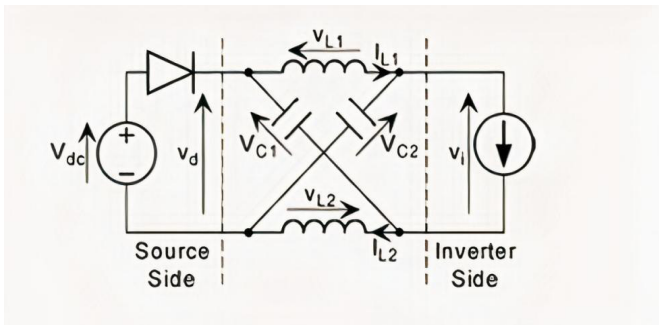 vL1
IL1
+
Vdc
−
vd
VC1
VC2
vi
vL2
IL2
Source
Side
Inverter
Side